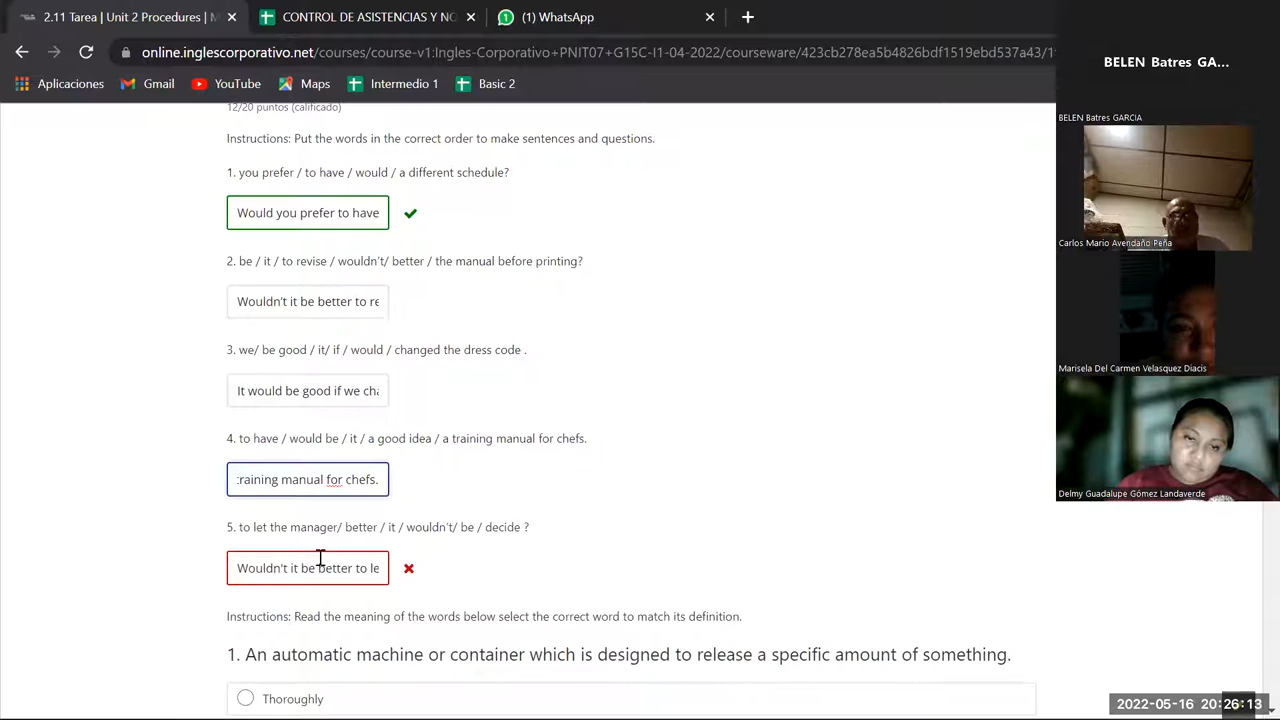 2.11 Tarea | Unit 2 Procedures | M
CONTROL DE ASISTENCIAS Y NO
(1) WhatsApp
online.inglescorporativo.net/courses/course-v1:Ingles-Corporativo+PNIT07+G15C-I1-04-2022/courseware/423cb278ea5b4826bdf1519ebd537a43/1
Aplicaciones
Gmail
YouTube
Maps
Intermedio 1
Basic 2
12/20 puntos (calificado)
Instructions: Put the words in the correct order to make sentences and questions.
1. you prefer / to have / would / a different schedule?
Would you prefer to have
2. be / it / to revise / wouldn't/ better / the manual before printing?
Wouldn't it be better to re
3. we/ be good / it/ if / would / changed the dress code .
It would be good if we cha
4. to have / would be / it / a good idea / a training manual for chefs.
training manual for chefs.
5. to let the manager/ better / it / wouldn't/ be / decide ?
Wouldn't it be better to le
Instructions: Read the meaning of the words below select the correct word to match its definition.
1. An automatic machine or container which is designed to release a specific amount of something.
Thoroughly
BELEN Batres GA...
BELEN Batres GARCIA
Carlos Mario Avendaño Peña
Marisela Del Carmen Velasquez Diacis
Delmy Guadalupe Gómez Landaverde
2022-05-16 20:26:13